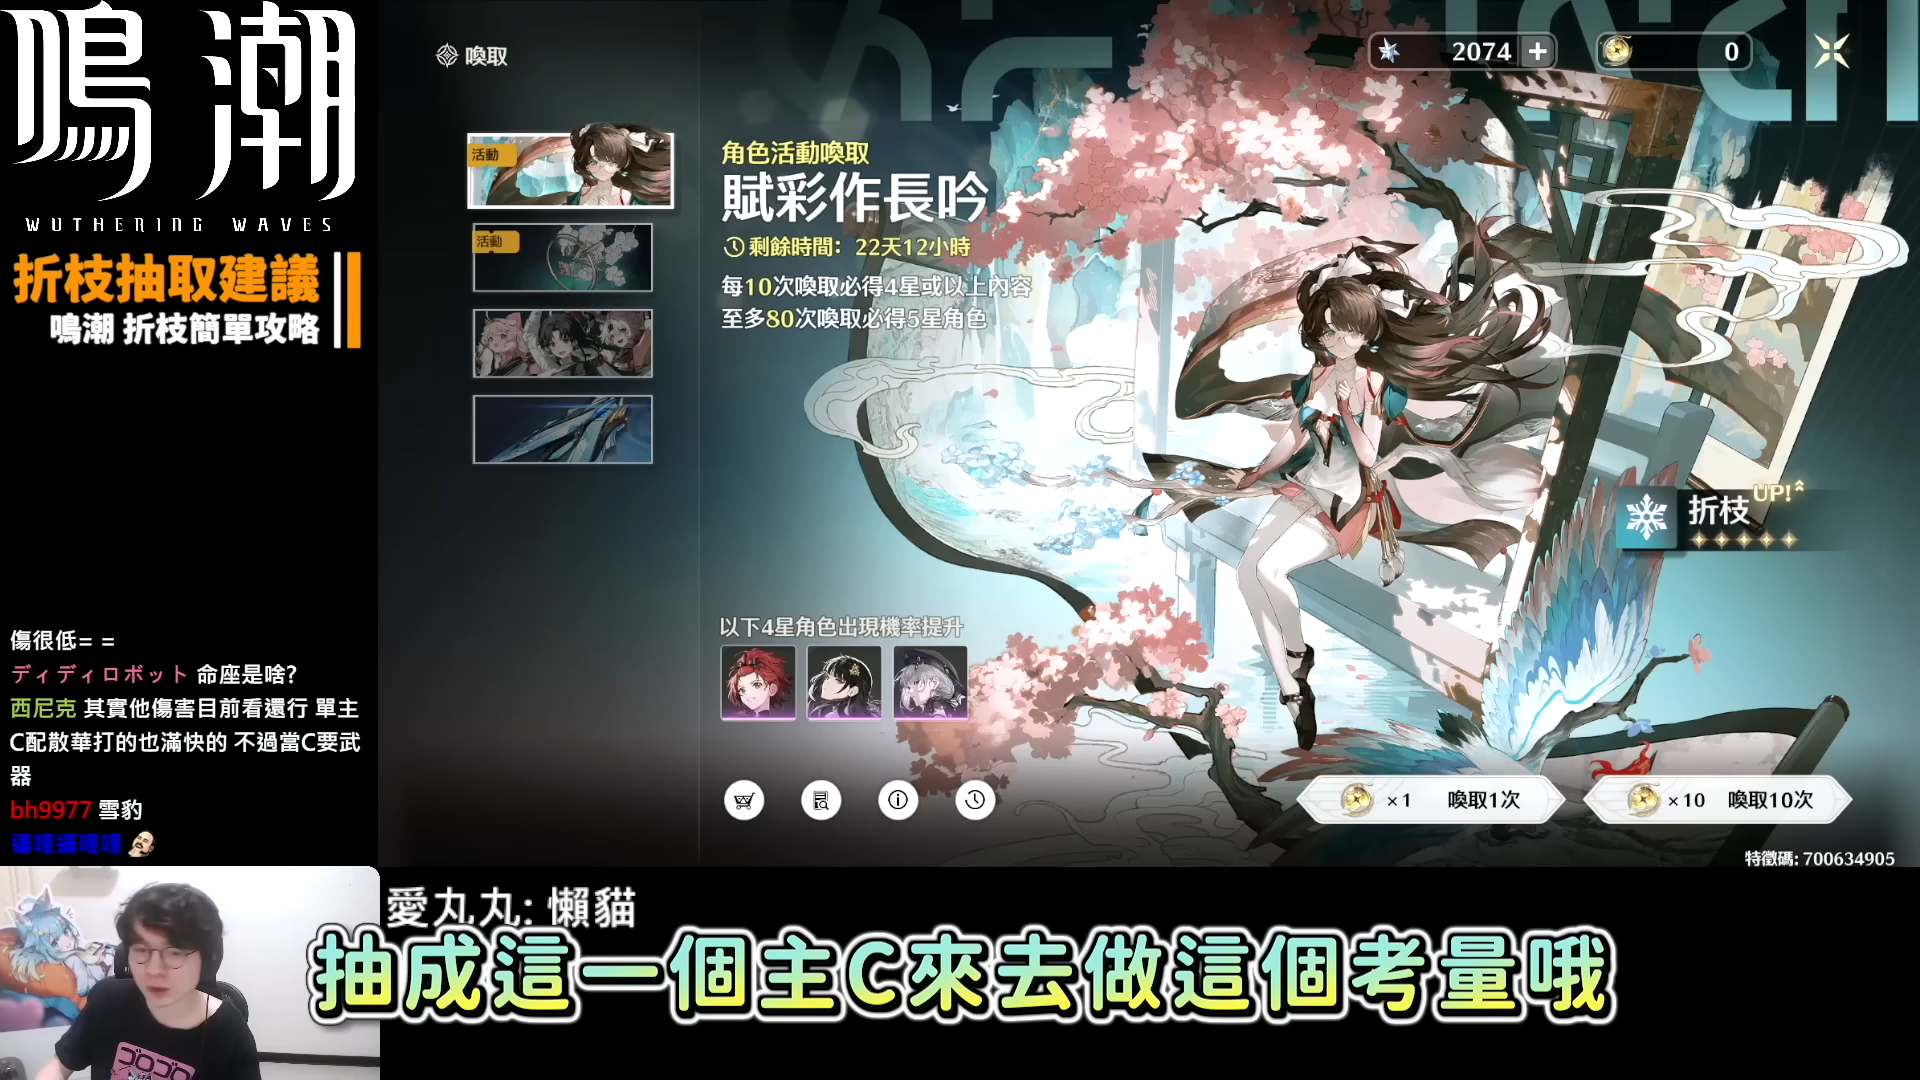 鳴潮
WUTHERING WAVES
折枝抽取建議
鳴潮 折枝簡單攻略
傷很低= =
ディディロボット 命座是啥?
西尼克 其實他傷害目前看還行 單主
C配散華打的也滿快的 不過當C要武
器
bh9977 雪豹
喚取
活動
活動
2074
0
角色活動喚取
賦彩作長吟
剩餘時間: 22天12小時
每10次喚取必得4星或以上內容
至多80次喚取必得5星角色
折枝
UP!
以下4星角色出現機率提升
×1 喚取1次
×10 喚取10次
特徵碼: 700634905
愛丸丸: 懶貓
抽成這一個主C來去做這個考量哦
ゴロゴロ